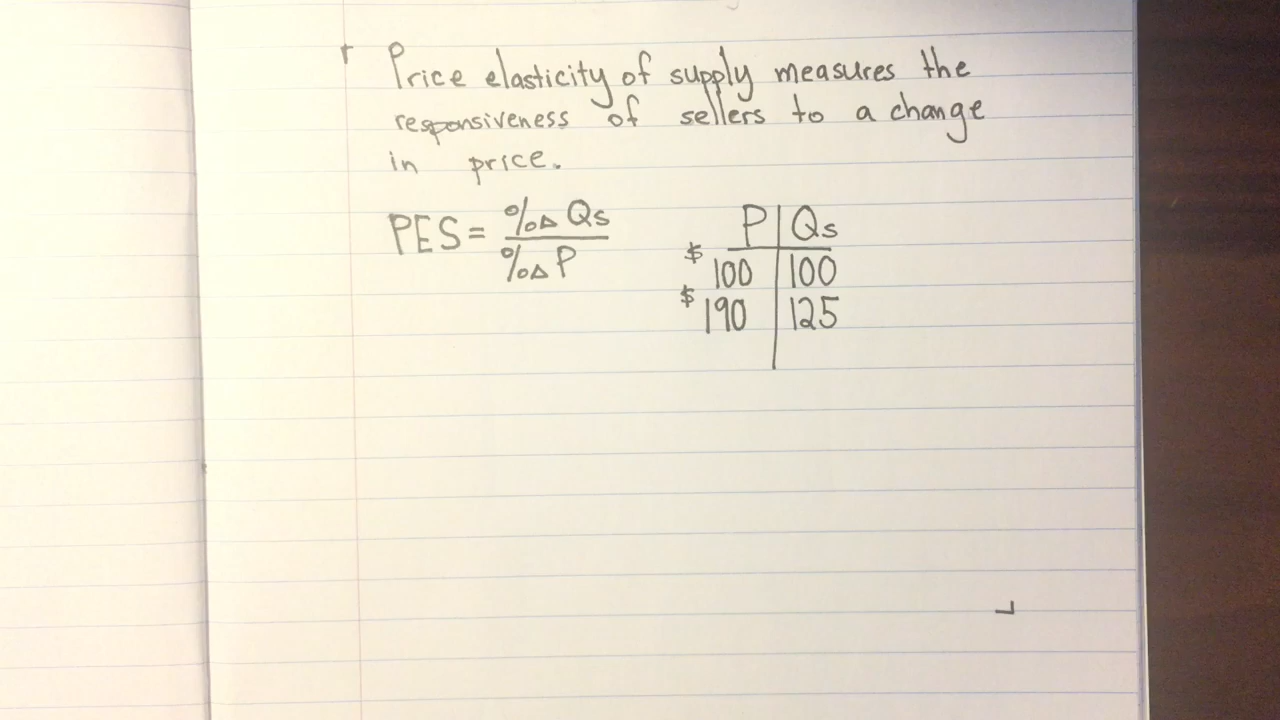 Price elasticity of supply measures the
responsiveness of sellers to a change
in price.
PES = %△ Qs / %△ P
P | Qs
$ 100 | 100
$ 190 | 125